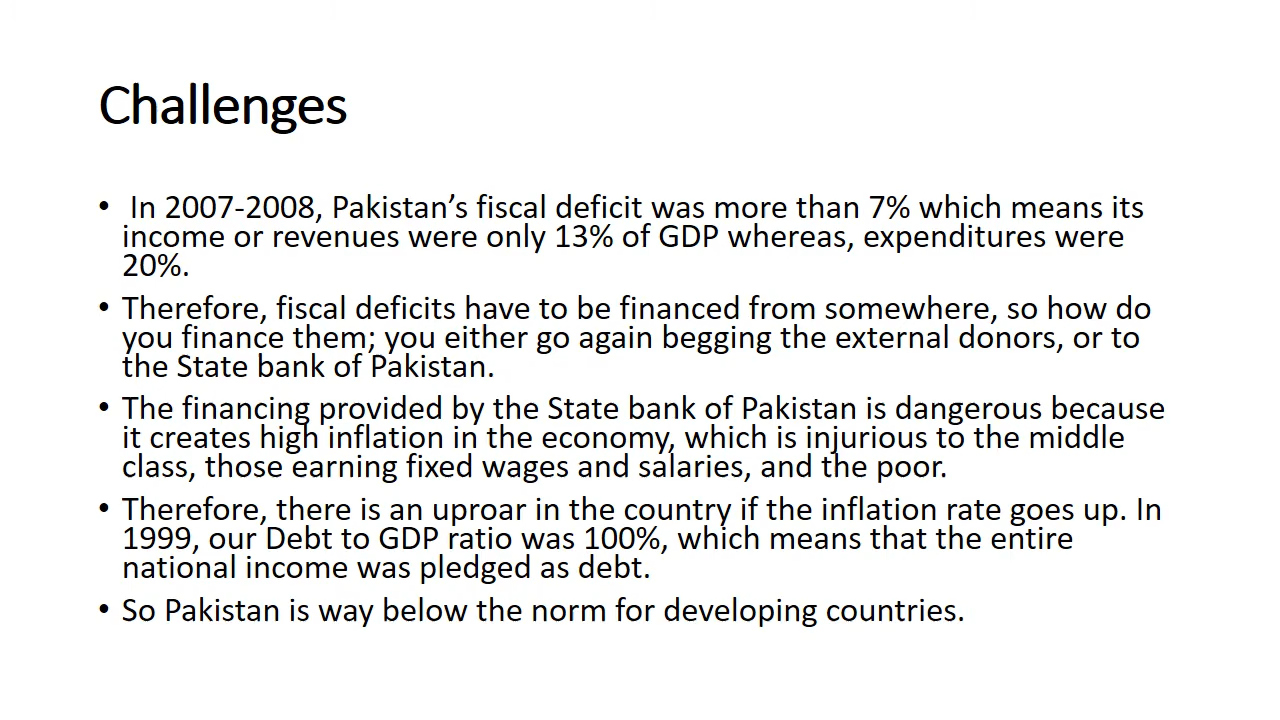 Challenges
• In 2007-2008, Pakistan’s fiscal deficit was more than 7% which means its
income or revenues were only 13% of GDP whereas, expenditures were
20%.
• Therefore, fiscal deficits have to be financed from somewhere, so how do
you finance them; you either go again begging the external donors, or to
the State bank of Pakistan.
• The financing provided by the State bank of Pakistan is dangerous because
it creates high inflation in the economy, which is injurious to the middle
class, those earning fixed wages and salaries, and the poor.
• Therefore, there is an uproar in the country if the inflation rate goes up. In
1999, our Debt to GDP ratio was 100%, which means that the entire
national income was pledged as debt.
• So Pakistan is way below the norm for developing countries.